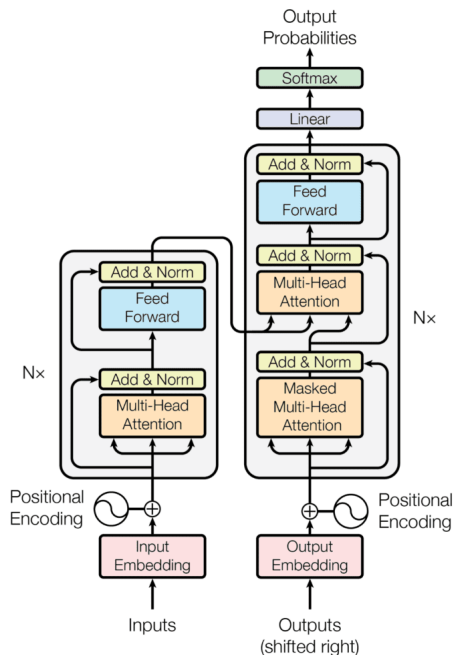 Output
Probabilities
Softmax
Linear
Add & Norm
Feed
Forward
Add & Norm
Multi-Head
Attention
Add & Norm
Masked
Multi-Head
Attention
N×
Add & Norm
Feed
Forward
Add & Norm
Multi-Head
Attention
N×
Positional
Encoding
Positional
Encoding
Input
Embedding
Output
Embedding
Inputs
Outputs
(shifted right)